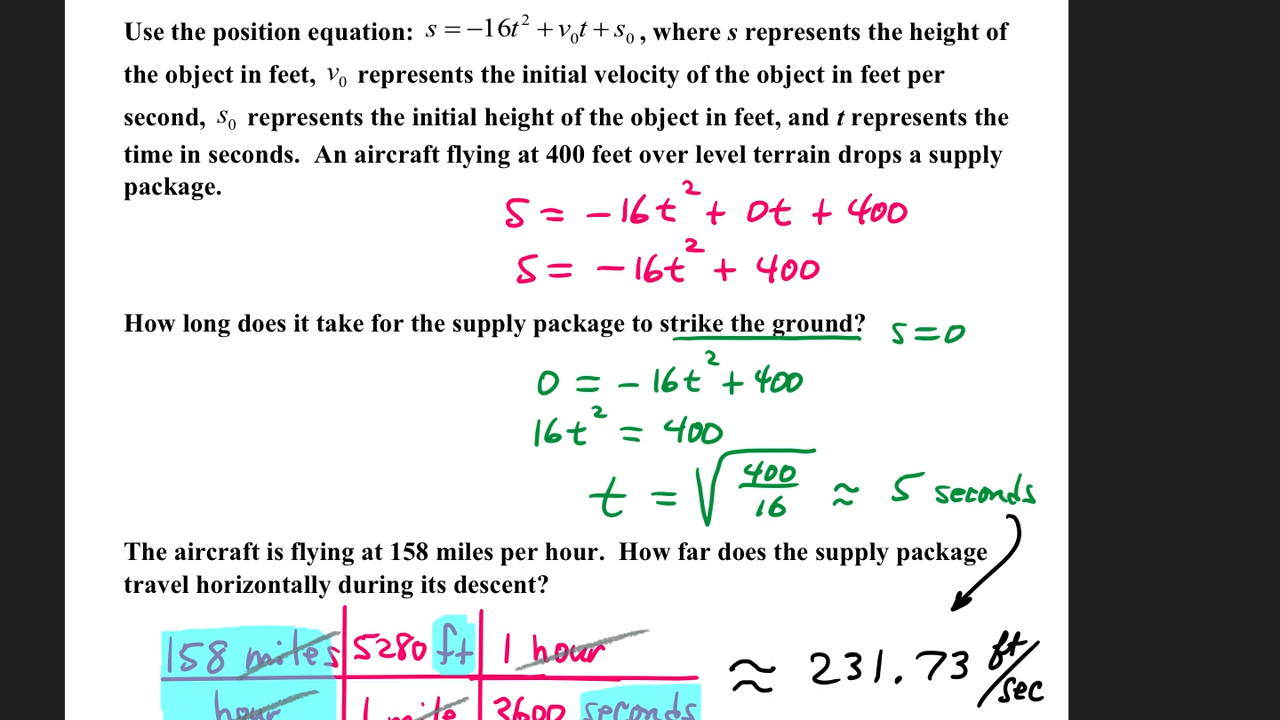 Use the position equation: s = −16t² + v₀t + s₀, where s represents the height of
the object in feet, v₀ represents the initial velocity of the object in feet per
second, s₀ represents the initial height of the object in feet, and t represents the
time in seconds. An aircraft flying at 400 feet over level terrain drops a supply
package.
s = −16t² + 0t + 400
s = −16t² + 400
How long does it take for the supply package to strike the ground? s=0
0 = −16t² + 400
16t² = 400
t = √(400/16) ≈ 5 seconds
The aircraft is flying at 158 miles per hour. How far does the supply package
travel horizontally during its descent?
158 miles | 5280 ft | 1 hour ≈ 231.73 ft/sec
hour | 1 mile | 3600 seconds